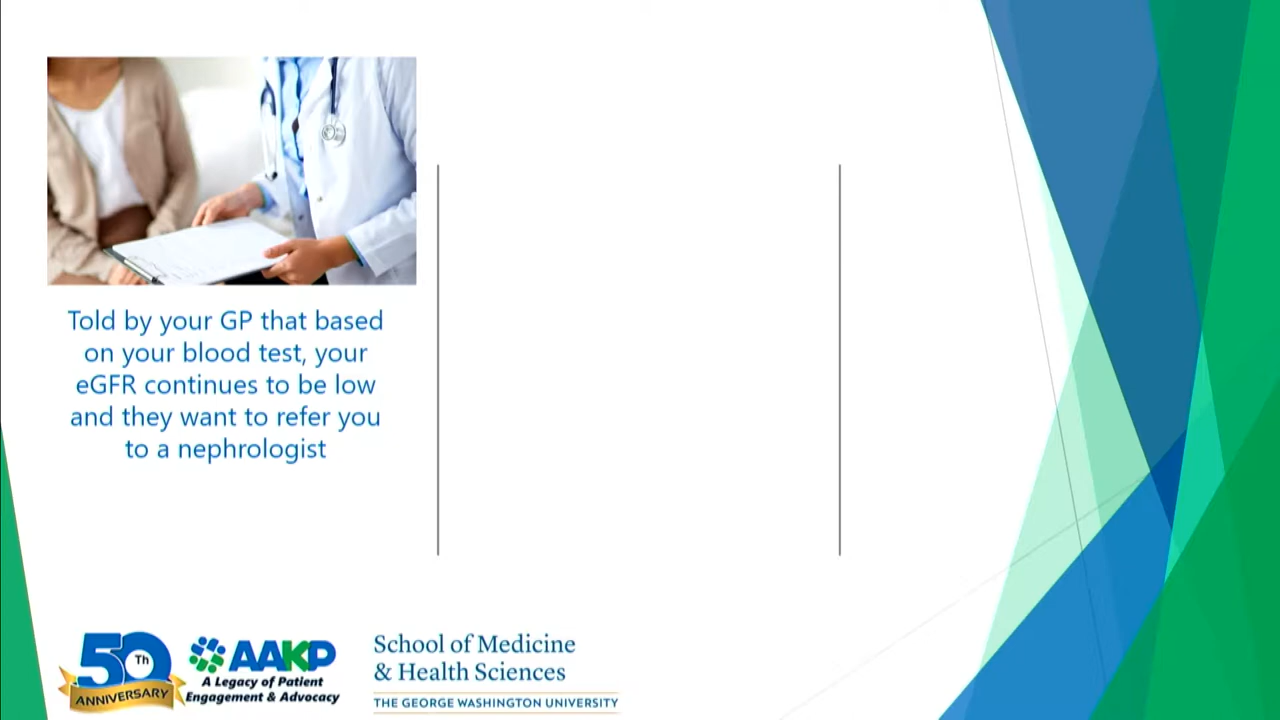 Told by your GP that based
on your blood test, your
eGFR continues to be low
and they want to refer you
to a nephrologist
50Th
ANNIVERSARY
AAKP
A Legacy of Patient
Engagement & Advocacy
School of Medicine
& Health Sciences
THE GEORGE WASHINGTON UNIVERSITY